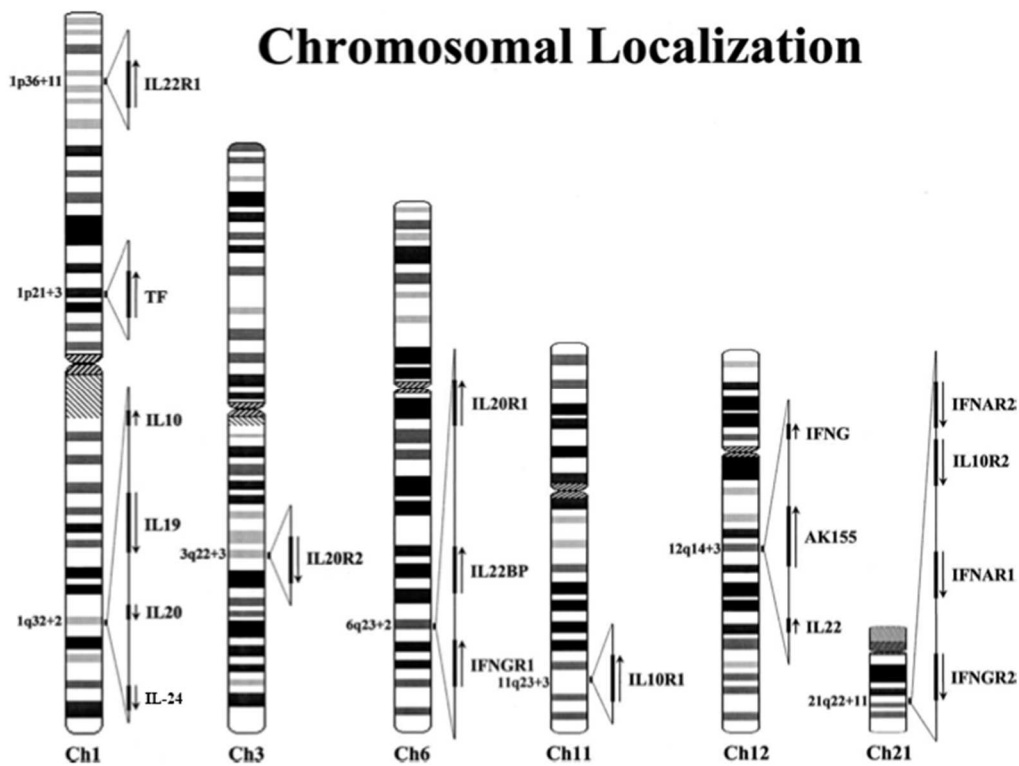 Chromosomal Localization
1p36+11
IL22R1
1p21+3
TF
IL10
IL19
IL20
1q32+2
IL-24
Ch1
3q22+3
IL20R2
Ch3
IL20R1
IL22BP
6q23+2
IFNGR1
Ch6
11q23+3
IL10R1
Ch11
IFNG
AK155
12q14+3
IL22
Ch12
IFNAR2
IL10R2
IFNAR1
IFNGR2
21q22+11
Ch21